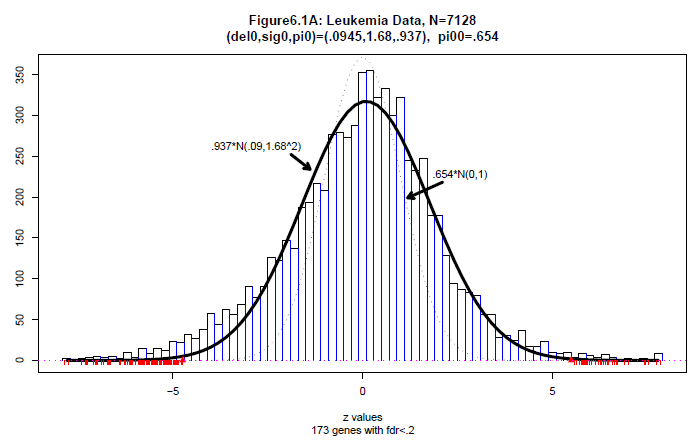 Figure6.1A: Leukemia Data, N=7128
(del0,sig0,pi0)=(.0945,1.68,.937), pi00=.654
350
300
250
200
150
100
50
0
.937*N(.09,1.68^2)
.654*N(0,1)
−5
0
5
z values
173 genes with fdr<.2